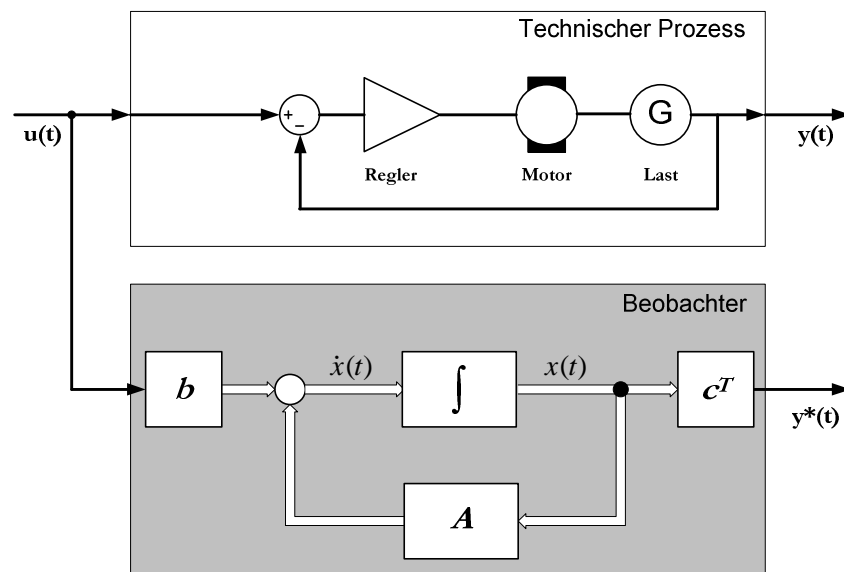 Technischer Prozess
+
−
G
u(t)
y(t)
Regler
Motor
Last
Beobachter
b
ẋ(t)
∫
x(t)
cᵀ
y*(t)
A